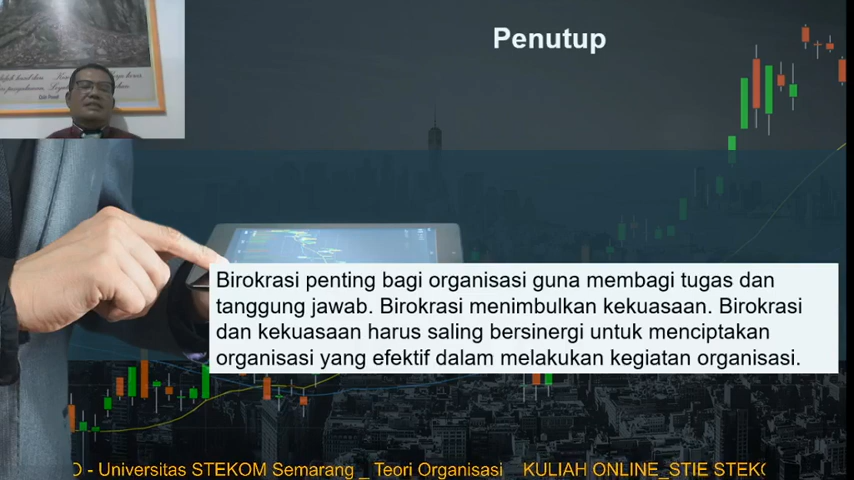 Penutup
Birokrasi penting bagi organisasi guna membagi tugas dan
tanggung jawab. Birokrasi menimbulkan kekuasaan. Birokrasi
dan kekuasaan harus saling bersinergi untuk menciptakan
organisasi yang efektif dalam melakukan kegiatan organisasi.
- Universitas STEKOM Semarang _ Teori Organisasi KULIAH ONLINE_STIE STEKO